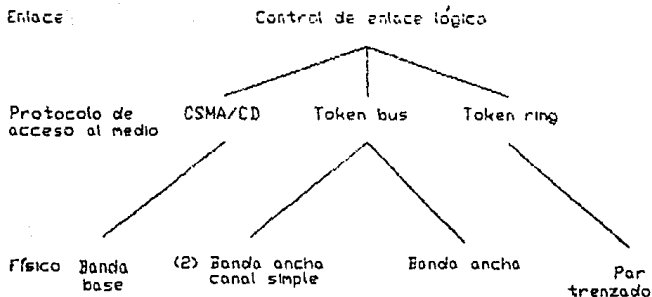 Enlace: Control de enlace lógico
Protocolo de acceso al medio CSMA/CD Token bus Token ring
Físico Banda base (2) Banda ancha canal simple Banda ancha Par trenzado